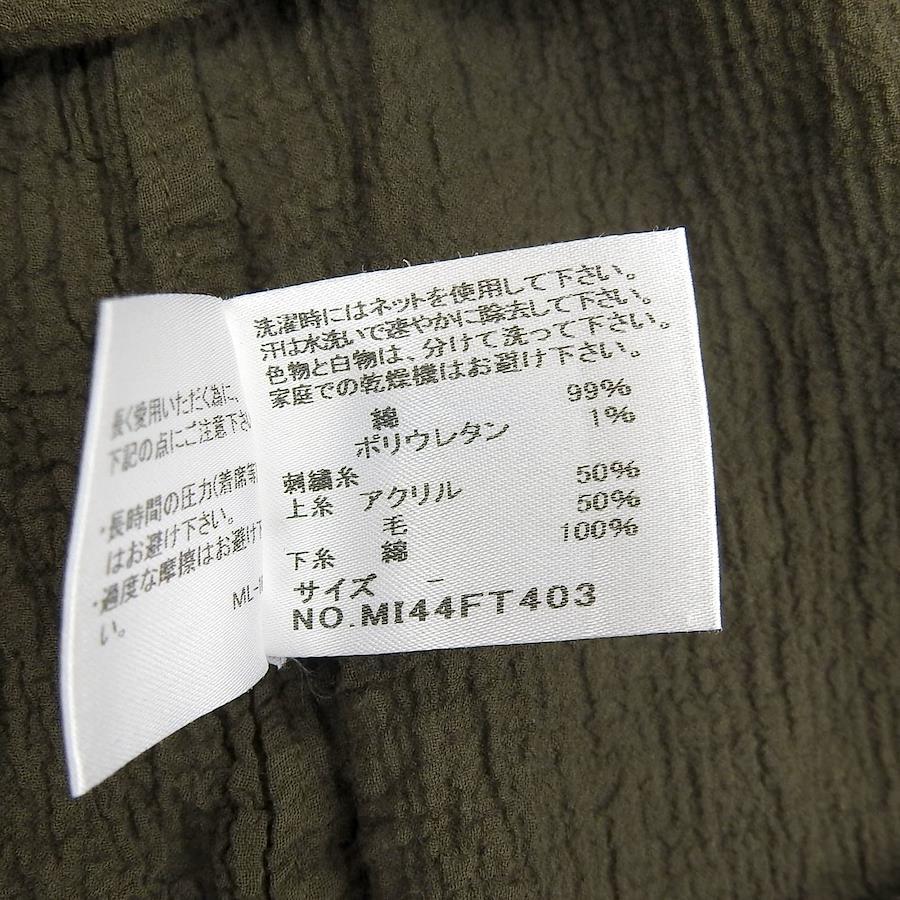 長く愛用いただく為に、
下記の点にご注意下さ
・長時間の圧力(着席等
はお避け下さい。
・過度な摩擦はお避け下
い。
ML-
洗濯時にはネットを使用して下さい。
汗は水洗いで速やかに除去して下さい。
色物と白物は、分けて洗って下さい。
家庭での乾燥機はお避け下さい。
綿 99%
ポリウレタン 1%
刺繍糸
上糸 アクリル 50%
毛 50%
下糸 綿 100%
サイズ −
NO.MI44FT403